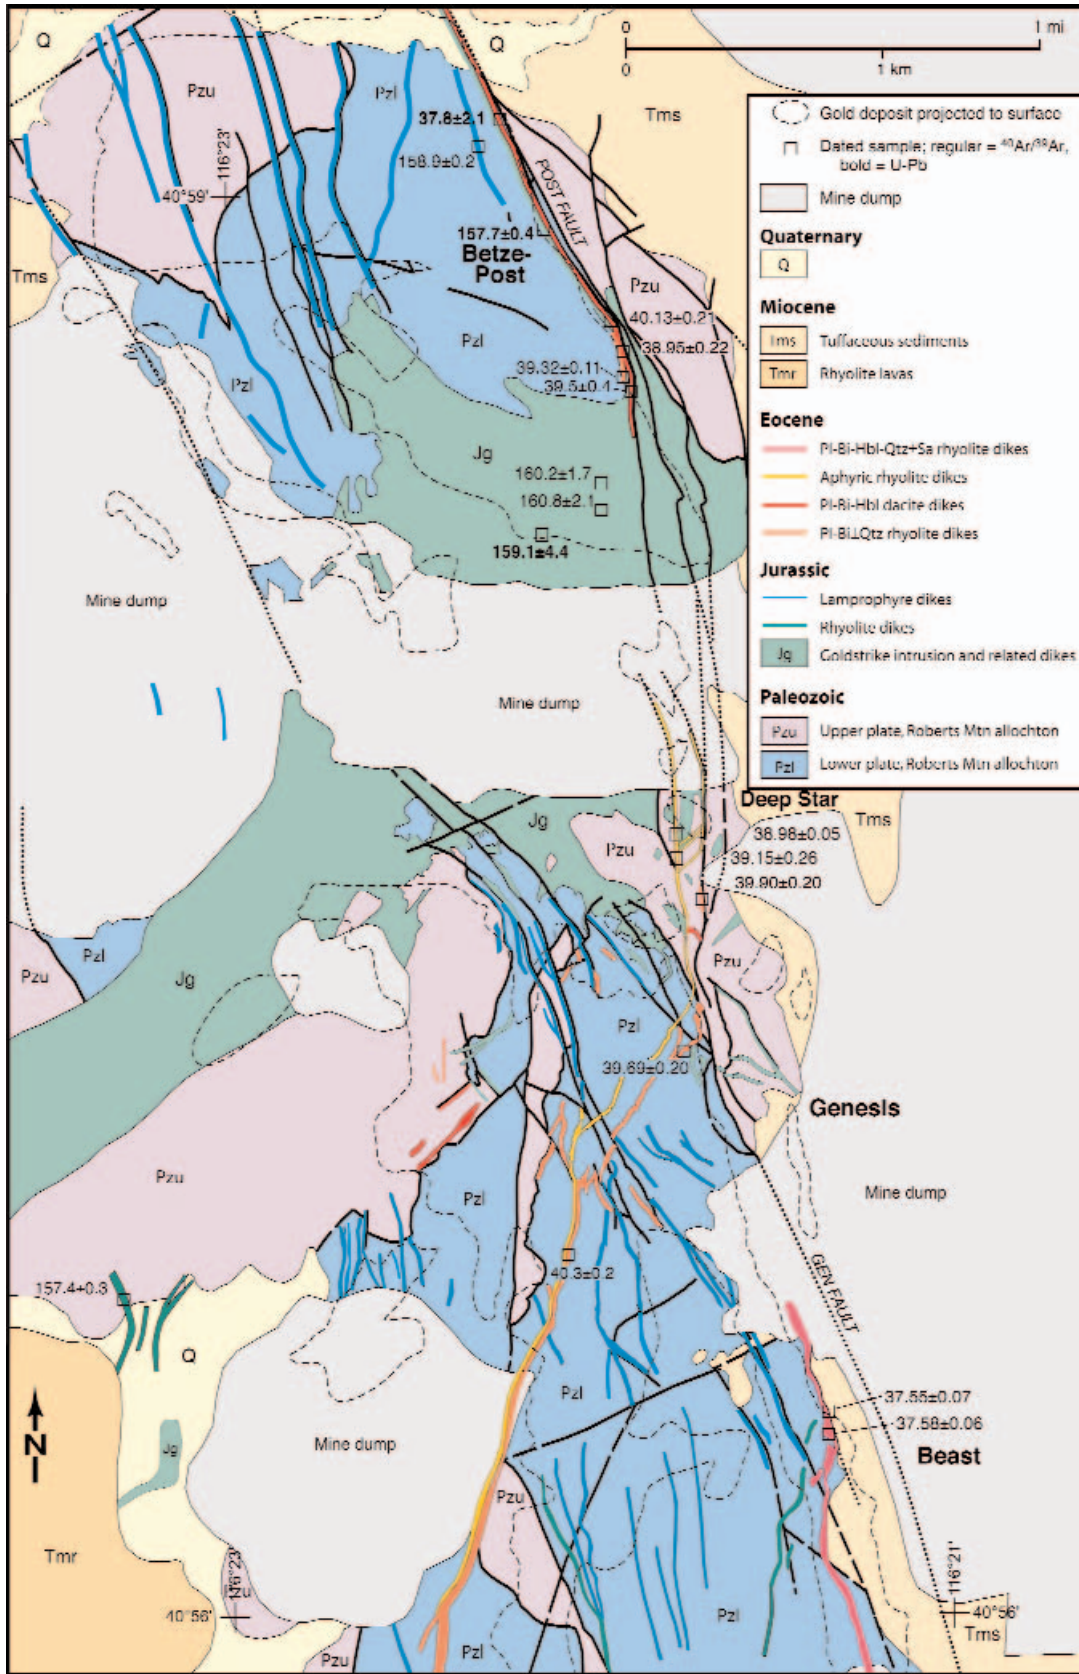 Q
Q
0
1 mi
0
1 km
Pzu
Pzl
Tms
37.8±2.1
158.9±0.2
116°23'
40°59'
POST FAULT
157.7±0.4
Betze-
Post
Tms
Pzu
40.13±0.21
38.95±0.22
Pzl
39.32±0.11
39.5±0.4
Pzl
Jg
160.2±1.7
160.8±2.1
159.1±4.4
Mine dump
Mine dump
Gold deposit projected to surface
Dated sample; regular = 40Ar/39Ar,
bold = U-Pb
Mine dump
Quaternary
Q
Miocene
Tms Tuffaceous sediments
Tmr Rhyolite lavas
Eocene
Pl-Bi-Hbl-Qtz+Sa rhyolite dikes
Aphyric rhyolite dikes
Pl-Bi-Hbl dacite dikes
Pl-Bi⊥Qtz rhyolite dikes
Jurassic
Lamprophyre dikes
Rhyolite dikes
Jg Goldstrike intrusion and related dikes
Paleozoic
Pzu Upper plate, Roberts Mtn allochton
Pzl Lower plate, Roberts Mtn allochton
Deep Star
Jg
Tms
Pzu
38.98±0.05
39.15±0.26
39.90±0.20
Pzl
Pzu
Jg
Pzu
Pzl
39.69±0.20
Genesis
Pzu
Pzl
Mine dump
GEN FAULT
157.4+0.3
40.3±0.2
Q
Pzl
37.55±0.07
37.58±0.06
N
Jg
Mine dump
Beast
Pzu
Tmr
116°23'
Pzu
40°56'
116°21'
40°56'
Pzl
Tms
Pzu
Pzl